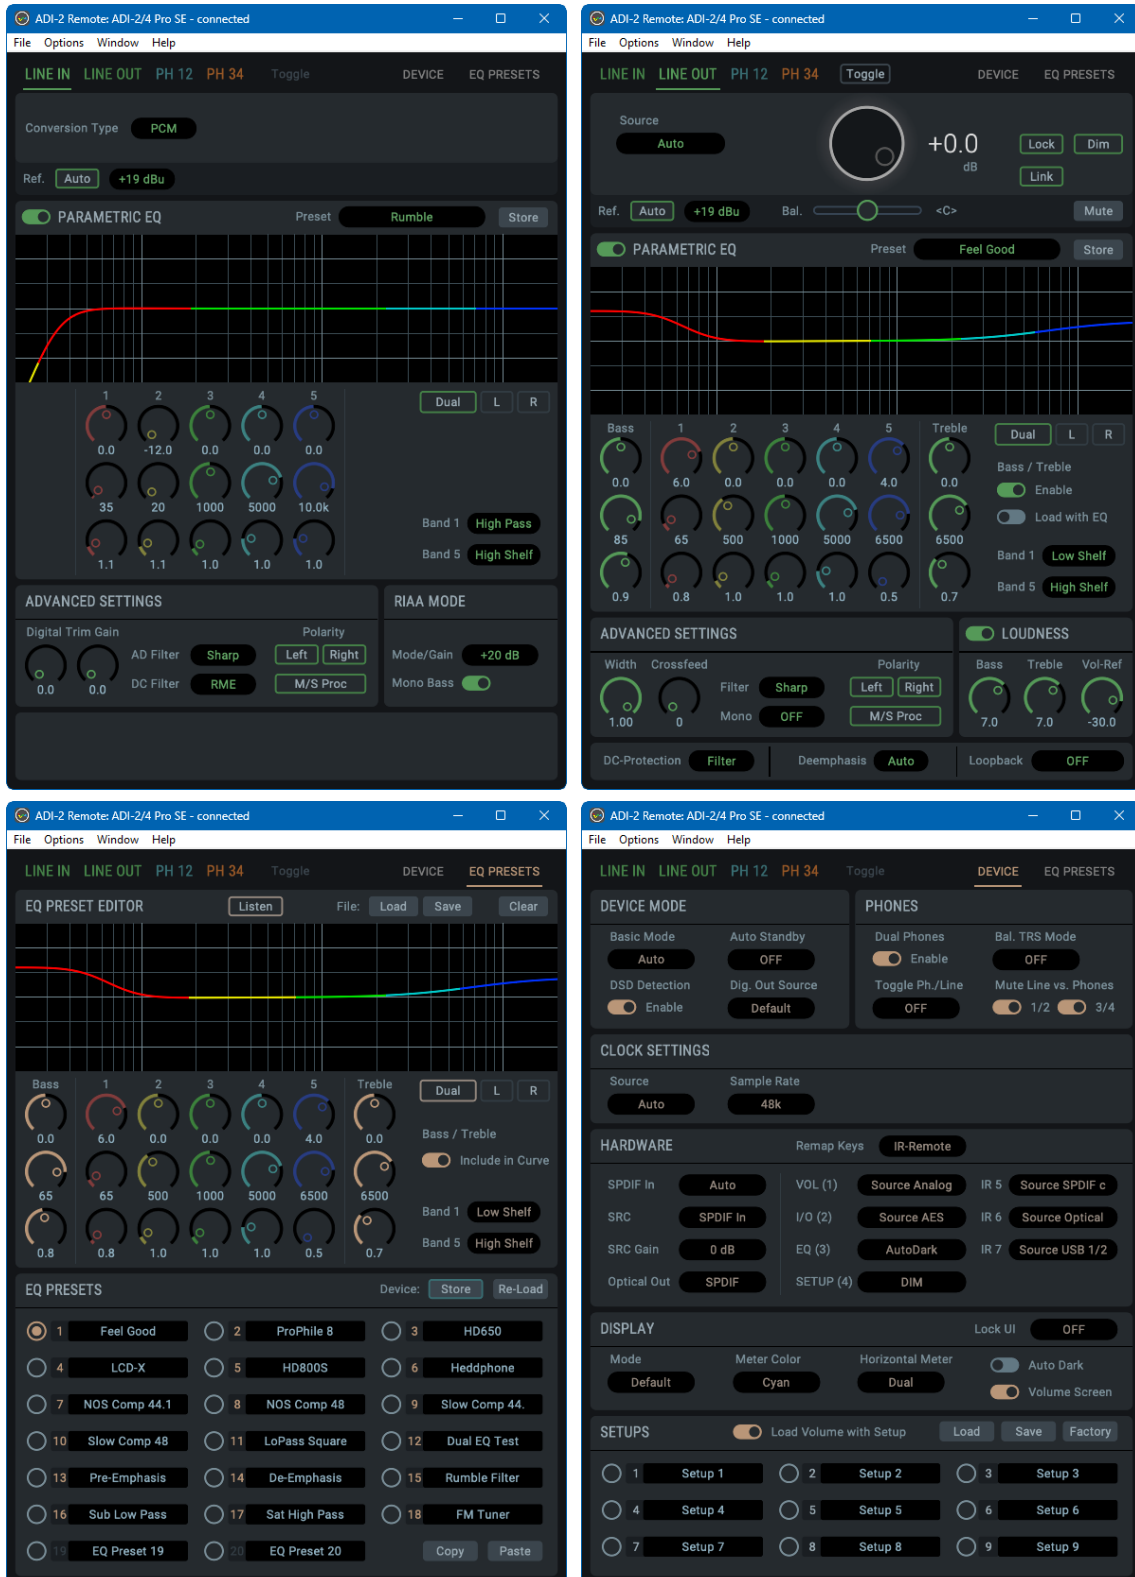 ADI-2 Remote: ADI-2/4 Pro SE - connected
File Options Window Help
LINE IN LINE OUT PH 12 PH 34 Toggle DEVICE EQ PRESETS
Conversion Type PCM
Ref. Auto +19 dBu
PARAMETRIC EQ Preset Rumble Store
1 2 3 4 5 Dual L R
0.0 -12.0 0.0 0.0 0.0
35 20 1000 5000 10.0k
Band 1 High Pass
Band 5 High Shelf
1.1 1.1 1.0 1.0 1.0
ADVANCED SETTINGS
Digital Trim Gain Polarity
AD Filter Sharp Left Right
0.0 0.0 DC Filter RME M/S Proc
RIAA MODE
Mode/Gain +20 dB
Mono Bass
ADI-2 Remote: ADI-2/4 Pro SE - connected
File Options Window Help
LINE IN LINE OUT PH 12 PH 34 Toggle DEVICE EQ PRESETS
Source
Auto
+0.0
dB
Lock Dim
Link
Ref. Auto +19 dBu Bal. <C> Mute
PARAMETRIC EQ Preset Feel Good Store
Bass 1 2 3 4 5 Treble Dual L R
0.0 6.0 0.0 0.0 0.0 4.0 0.0
Bass / Treble
Enable
Load with EQ
85 65 500 1000 5000 6500 6500
Band 1 Low Shelf
Band 5 High Shelf
0.9 0.8 1.0 1.0 1.0 0.5 0.7
ADVANCED SETTINGS
Width Crossfeed Polarity
Filter Sharp Left Right
1.00 0 Mono OFF M/S Proc
LOUDNESS
Bass Treble Vol-Ref
7.0 7.0 -30.0
DC-Protection Filter Deemphasis Auto Loopback OFF
ADI-2 Remote: ADI-2/4 Pro SE - connected
File Options Window Help
LINE IN LINE OUT PH 12 PH 34 Toggle DEVICE EQ PRESETS
EQ PRESET EDITOR Listen File: Load Save Clear
Bass 1 2 3 4 5 Treble Dual L R
0.0 6.0 0.0 0.0 0.0 4.0 0.0
Bass / Treble
Include in Curve
65 65 500 1000 5000 6500 6500
Band 1 Low Shelf
Band 5 High Shelf
0.8 0.8 1.0 1.0 1.0 0.5 0.7
EQ PRESETS Device: Store Re-Load
1 Feel Good 2 ProPhile 8 3 HD650
4 LCD-X 5 HD800S 6 Heddphone
7 NOS Comp 44.1 8 NOS Comp 48 9 Slow Comp 44.
10 Slow Comp 48 11 LoPass Square 12 Dual EQ Test
13 Pre-Emphasis 14 De-Emphasis 15 Rumble Filter
16 Sub Low Pass 17 Sat High Pass 18 FM Tuner
19 EQ Preset 19 20 EQ Preset 20 Copy Paste
ADI-2 Remote: ADI-2/4 Pro SE - connected
File Options Window Help
LINE IN LINE OUT PH 12 PH 34 Toggle DEVICE EQ PRESETS
DEVICE MODE
Basic Mode Auto Standby
Auto OFF
DSD Detection Dig. Out Source
Enable Default
PHONES
Dual Phones Bal. TRS Mode
Enable OFF
Toggle Ph./Line Mute Line vs. Phones
OFF 1/2 3/4
CLOCK SETTINGS
Source Sample Rate
Auto 48k
HARDWARE Remap Keys IR-Remote
SPDIF In Auto VOL (1) Source Analog IR 5 Source SPDIF c
SRC SPDIF In I/O (2) Source AES IR 6 Source Optical
SRC Gain 0 dB EQ (3) AutoDark IR 7 Source USB 1/2
Optical Out SPDIF SETUP (4) DIM
DISPLAY Lock UI OFF
Mode Meter Color Horizontal Meter Auto Dark
Default Cyan Dual Volume Screen
SETUPS Load Volume with Setup Load Save Factory
1 Setup 1 2 Setup 2 3 Setup 3
4 Setup 4 5 Setup 5 6 Setup 6
7 Setup 7 8 Setup 8 9 Setup 9